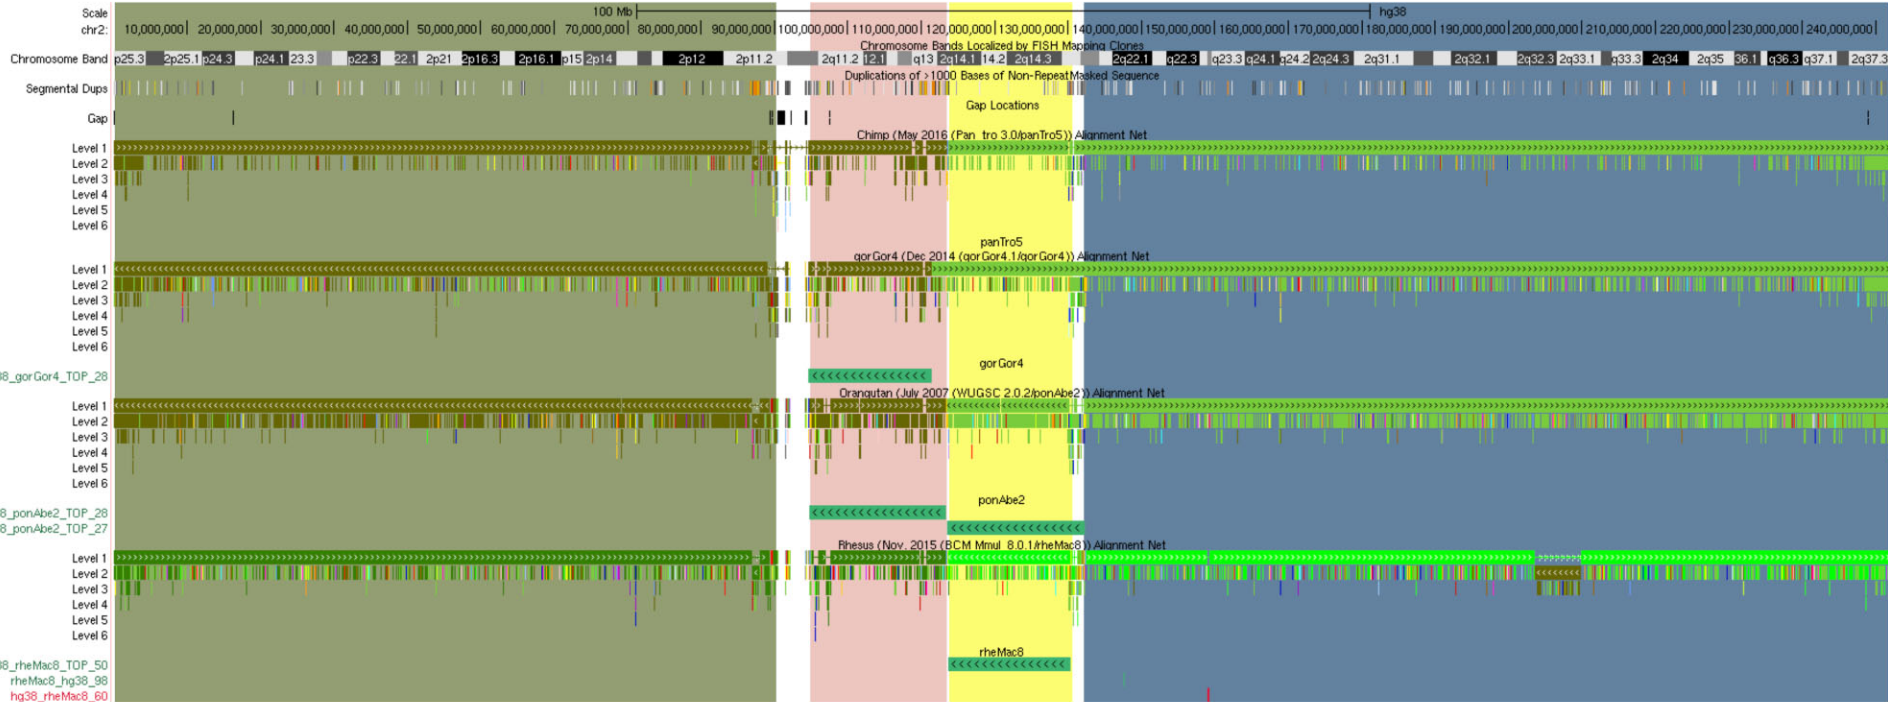 Scale 100 Mb hg38
chr2: 10,000,000 20,000,000 30,000,000 40,000,000 50,000,000 60,000,000 70,000,000 80,000,000 90,000,000 100,000,000 110,000,000 120,000,000 130,000,000 140,000,000 150,000,000 160,000,000 170,000,000 180,000,000 190,000,000 200,000,000 210,000,000 220,000,000 230,000,000 240,000,000
Chromosome Bands Localized by FISH Mapping Clones
Chromosome Band p25.3 2p25.1 p24.3 p24.1 23.3 p22.3 22.1 2p21 2p16.3 2p16.1 p15 2p14 2p12 2p11.2 2q11.2 12.1 q13 2q14.1 14.2 2q14.3 2q22.1 q22.3 q23.3 q24.1 q24.2 2q24.3 2q31.1 2q32.1 2q32.3 2q33.1 q33.3 2q34 2q35 36.1 q36.3 q37.1 2q37.3
Duplications of >1000 Bases of Non-RepeatMasked Sequence
Segmental Dups
Gap Locations
Gap
Chimp (May 2016 (Pan_tro 3.0/panTro5)) Alignment Net
Level 1
Level 2
Level 3
Level 4
Level 5
Level 6
panTro5
gorGor4 (Dec 2014 (gorGor4.1/gorGor4)) Alignment Net
Level 1
Level 2
Level 3
Level 4
Level 5
Level 6
gorGor4
38_gorGor4_TOP_28
Orangutan (July 2007 (WUGSC 2.0.2/ponAbe2)) Alignment Net
Level 1
Level 2
Level 3
Level 4
Level 5
Level 6
ponAbe2
8_ponAbe2_TOP_28
8_ponAbe2_TOP_27
Rhesus (Nov. 2015 (BCM Mmul_8.0.1/rheMac8)) Alignment Net
Level 1
Level 2
Level 3
Level 4
Level 5
Level 6
rheMac8
38_rheMac8_TOP_50
rheMac8_hg38_98
hg38_rheMac8_60